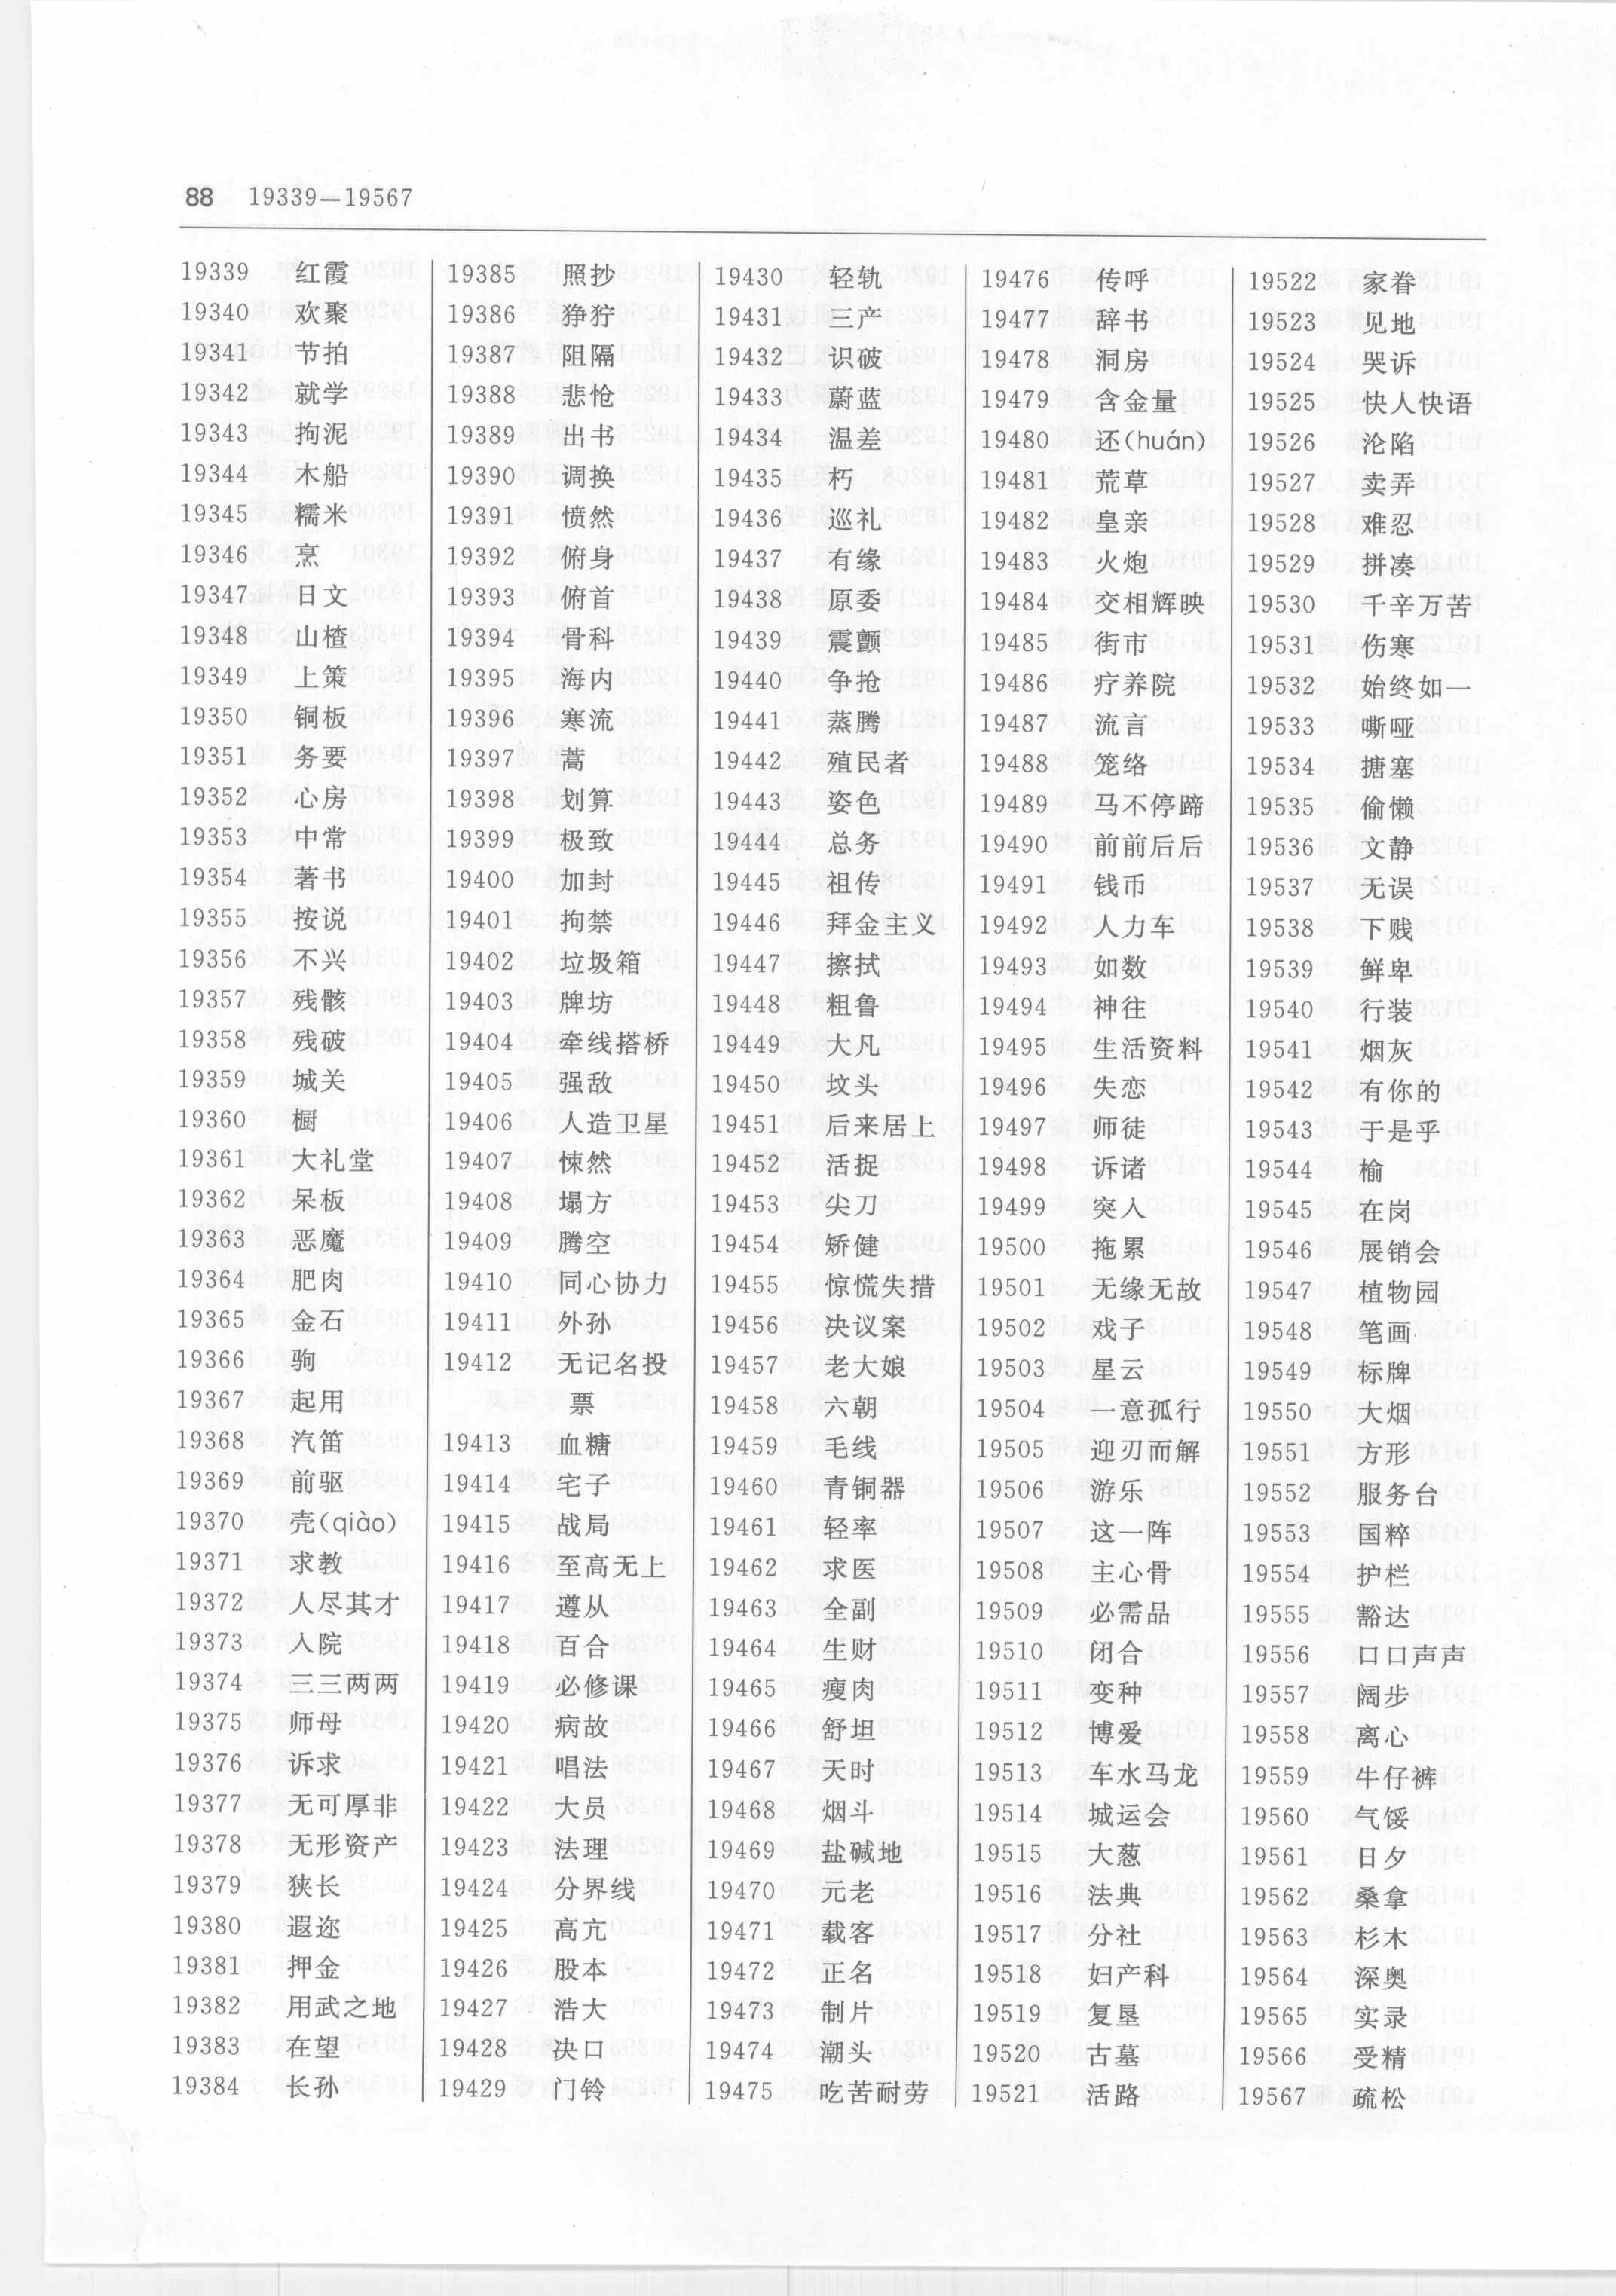 88 19339—19567
19339 红霞
19340 欢聚
19341 节拍
19342 就学
19343 拘泥
19344 木船
19345 糯米
19346 烹
19347 日文
19348 山楂
19349 上策
19350 铜板
19351 务要
19352 心房
19353 中常
19354 著书
19355 按说
19356 不兴
19357 残骸
19358 残破
19359 城关
19360 橱
19361 大礼堂
19362 呆板
19363 恶魔
19364 肥肉
19365 金石
19366 驹
19367 起用
19368 汽笛
19369 前驱
19370 壳(qiào)
19371 求教
19372 人尽其才
19373 入院
19374 三三两两
19375 师母
19376 诉求
19377 无可厚非
19378 无形资产
19379 狭长
19380 遐迩
19381 押金
19382 用武之地
19383 在望
19384 长孙
19385 照抄
19386 狰狞
19387 阻隔
19388 悲怆
19389 出书
19390 调换
19391 愤然
19392 俯身
19393 俯首
19394 骨科
19395 海内
19396 寒流
19397 蒿
19398 划算
19399 极致
19400 加封
19401 拘禁
19402 垃圾箱
19403 牌坊
19404 牵线搭桥
19405 强敌
19406 人造卫星
19407 悚然
19408 塌方
19409 腾空
19410 同心协力
19411 外孙
19412 无记名投
票
19413 血糖
19414 宅子
19415 战局
19416 至高无上
19417 遵从
19418 百合
19419 必修课
19420 病故
19421 唱法
19422 大员
19423 法理
19424 分界线
19425 高亢
19426 股本
19427 浩大
19428 决口
19429 门铃
19430 轻轨
19431 三产
19432 识破
19433 蔚蓝
19434 温差
19435 朽
19436 巡礼
19437 有缘
19438 原委
19439 震颤
19440 争抢
19441 蒸腾
19442 殖民者
19443 姿色
19444 总务
19445 祖传
19446 拜金主义
19447 擦拭
19448 粗鲁
19449 大凡
19450 坟头
19451 后来居上
19452 活捉
19453 尖刀
19454 矫健
19455 惊慌失措
19456 决议案
19457 老大娘
19458 六朝
19459 毛线
19460 青铜器
19461 轻率
19462 求医
19463 全副
19464 生财
19465 瘦肉
19466 舒坦
19467 天时
19468 烟斗
19469 盐碱地
19470 元老
19471 载客
19472 正名
19473 制片
19474 潮头
19475 吃苦耐劳
19476 传呼
19477 辞书
19478 洞房
19479 含金量
19480 还(huán)
19481 荒草
19482 皇亲
19483 火炮
19484 交相辉映
19485 街市
19486 疗养院
19487 流言
19488 笼络
19489 马不停蹄
19490 前前后后
19491 钱币
19492 人力车
19493 如数
19494 神往
19495 生活资料
19496 失恋
19497 师徒
19498 诉诸
19499 突入
19500 拖累
19501 无缘无故
19502 戏子
19503 星云
19504 一意孤行
19505 迎刃而解
19506 游乐
19507 这一阵
19508 主心骨
19509 必需品
19510 闭合
19511 变种
19512 博爱
19513 车水马龙
19514 城运会
19515 大葱
19516 法典
19517 分社
19518 妇产科
19519 复垦
19520 古墓
19521 活路
19522 家眷
19523 见地
19524 哭诉
19525 快人快语
19526 沦陷
19527 卖弄
19528 难忍
19529 拼凑
19530 千辛万苦
19531 伤寒
19532 始终如一
19533 嘶哑
19534 搪塞
19535 偷懒
19536 文静
19537 无误
19538 下贱
19539 鲜卑
19540 行装
19541 烟灰
19542 有你的
19543 于是乎
19544 榆
19545 在岗
19546 展销会
19547 植物园
19548 笔画
19549 标牌
19550 大烟
19551 方形
19552 服务台
19553 国粹
19554 护栏
19555 豁达
19556 口口声声
19557 阔步
19558 离心
19559 牛仔裤
19560 气馁
19561 日夕
19562 桑拿
19563 杉木
19564 深奥
19565 实录
19566 受精
19567 疏松